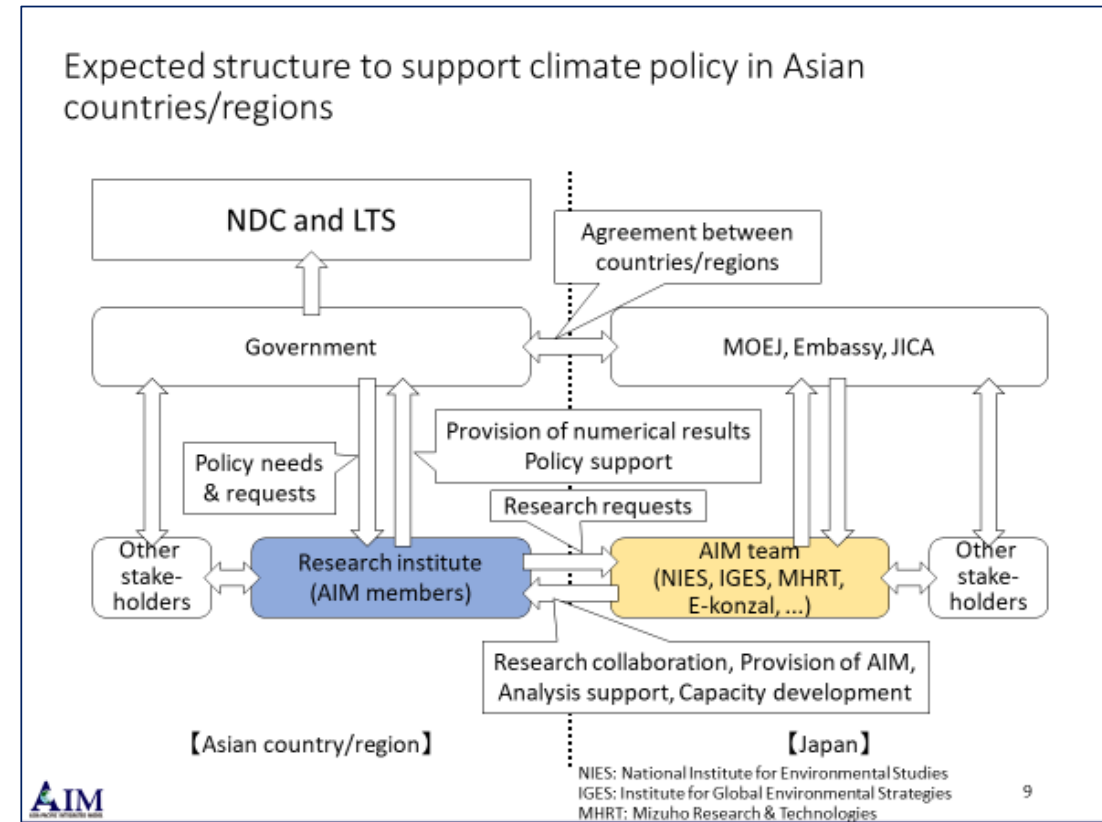 Expected structure to support climate policy in Asian
countries/regions
NDC and LTS
Agreement between
countries/regions
Government
MOEJ, Embassy, JICA
Provision of numerical results
Policy support
Policy needs
& requests
Research requests
Other
stake-
holders
Research institute
(AIM members)
AIM team
(NIES, IGES, MHRT,
E-konzal, ...)
Other
stake-
holders
Research collaboration, Provision of AIM,
Analysis support, Capacity development
【Asian country/region】
【Japan】
NIES: National Institute for Environmental Studies
IGES: Institute for Global Environmental Strategies
MHRT: Mizuho Research & Technologies
9
AIM
ASIA-PACIFIC INTEGRATED MODEL